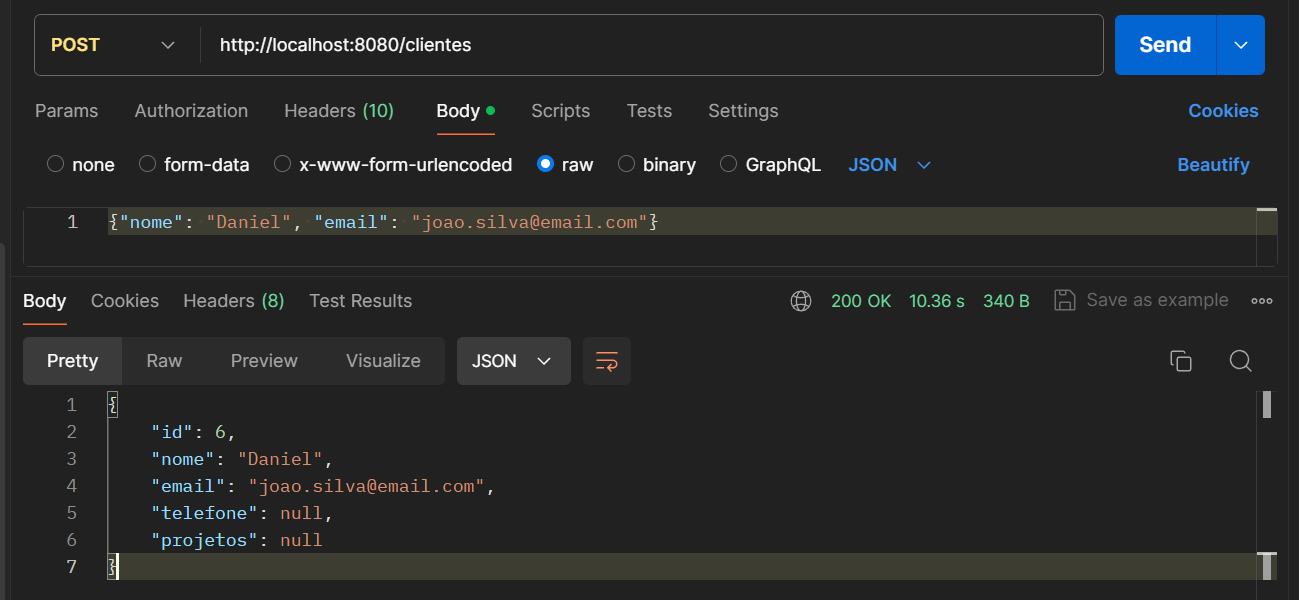 POST http://localhost:8080/clientes Send
Params Authorization Headers (10) Body Scripts Tests Settings Cookies
none form-data x-www-form-urlencoded raw binary GraphQL JSON Beautify
1 {"nome": "Daniel", "email": "joao.silva@email.com"}
Body Cookies Headers (8) Test Results 200 OK 10.36 s 340 B Save as example
Pretty Raw Preview Visualize JSON
1 {
2 "id": 6,
3 "nome": "Daniel",
4 "email": "joao.silva@email.com",
5 "telefone": null,
6 "projetos": null
7 }